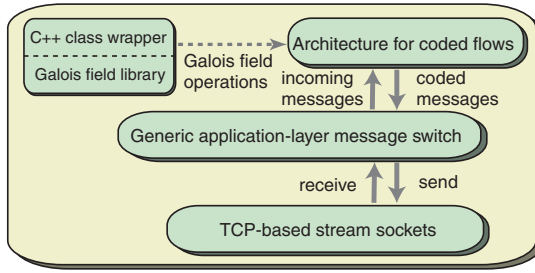 C++ class wrapper
Galois field library
Galois field
operations
Architecture for coded flows
incoming
messages
coded
messages
Generic application-layer message switch
receive
send
TCP-based stream sockets